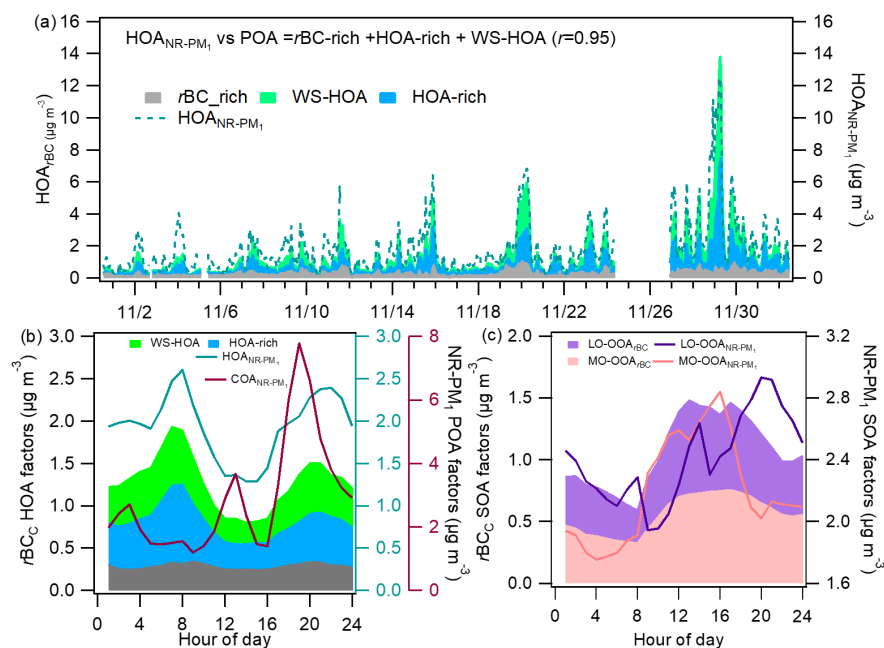 (a)
HOA_NR-PM₁ vs POA =rBC-rich +HOA-rich + WS-HOA (r=0.95)
rBC_rich WS-HOA HOA-rich
HOA_NR-PM₁
HOA_rBC (µg m⁻³)
16
14
12
10
8
6
4
2
0
16
14
12
10
8
6
4
2
0
HOA_NR-PM₁ (µg m⁻³)
11/2 11/6 11/10 11/14 11/18 11/22 11/26 11/30
(b)
WS-HOA HOA-rich
HOA_NR-PM₁
COA_NR-PM₁
rBC_C HOA factors (µg m⁻³)
3.0
2.5
2.0
1.5
1.0
0.5
0.0
3.0
2.5
2.0
1.5
1.0
0.5
0.0
8
6
4
2
0
NR-PM₁ POA factors (µg m⁻³)
0 4 8 12 16 20 24
Hour of day
(c)
LO-OOA_rBC LO-OOA_NR-PM₁
MO-OOA_rBC MO-OOA_NR-PM₁
rBC_C SOA factors (µg m⁻³)
2.0
1.5
1.0
0.5
0.0
3.2
2.8
2.4
2.0
1.6
NR-PM₁ SOA factors (µg m⁻³)
0 4 8 12 16 20 24
Hour of day